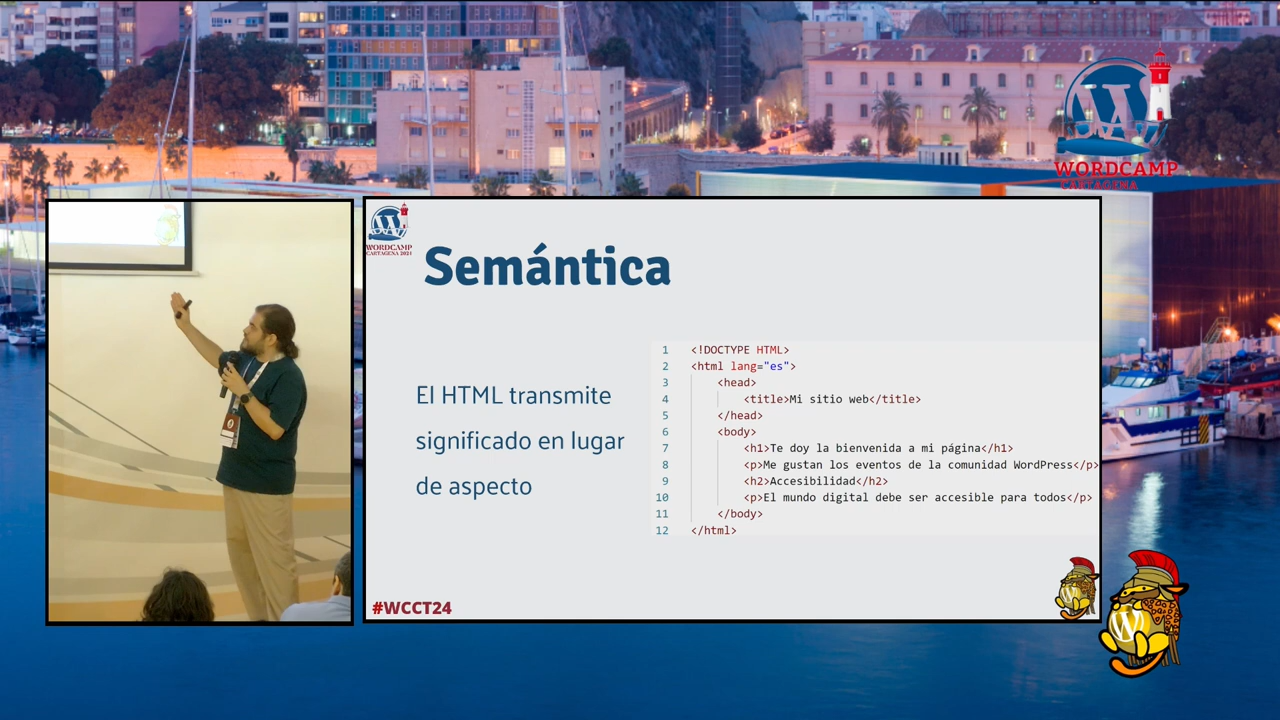 WORDCAMP
CARTAGENA
WORDCAMP
CARTAGENA 2024
Semántica
El HTML transmite
significado en lugar
de aspecto
1 <!DOCTYPE HTML>
2 <html lang="es">
3 <head>
4 <title>Mi sitio web</title>
5 </head>
6 <body>
7 <h1>Te doy la bienvenida a mi página</h1>
8 <p>Me gustan los eventos de la comunidad WordPress</p>
9 <h2>Accesibilidad</h2>
10 <p>El mundo digital debe ser accesible para todos</p>
11 </body>
12 </html>
#WCCT24